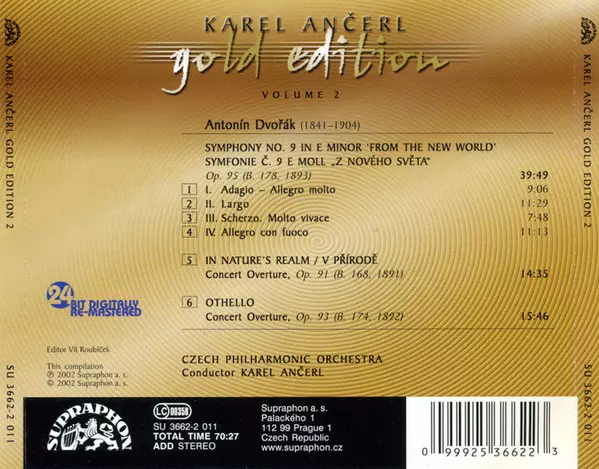 KAREL ANČERL
gold edition
VOLUME 2
Antonín Dvořák (1841–1904)
SYMPHONY NO. 9 IN E MINOR 'FROM THE NEW WORLD'
SYMFONIE Č. 9 E MOLL „Z NOVÉHO SVĚTA“
Op. 95 (B. 178, 1893) 39:49
1 I. Adagio – Allegro molto 9:06
2 II. Largo 11:29
3 III. Scherzo. Molto vivace 7:48
4 IV. Allegro con fuoco 11:13
5 IN NATURE'S REALM / V PŘÍRODĚ
Concert Overture, Op. 91 (B. 168, 1891) 14:35
6 OTHELLO
Concert Overture, Op. 93 (B. 174, 1892) 15:46
24
BIT DIGITALLY
RE-MASTERED
Editor Vít Roubíček
This compilation
℗ 2002 Supraphon a. s.
© 2002 Supraphon a. s.
CZECH PHILHARMONIC ORCHESTRA
Conductor KAREL ANČERL
SUPRAPHON
LC 00358
SU 3662-2 011
TOTAL TIME 70:27
ADD STEREO
Supraphon a. s.
Palackého 1
112 99 Prague 1
Czech Republic
www.supraphon.cz
0 99925 36622 3
KAREL ANČERL GOLD EDITION 2
SU 3662-2 011
KAREL ANČERL GOLD EDITION 2
SU 3662-2 011